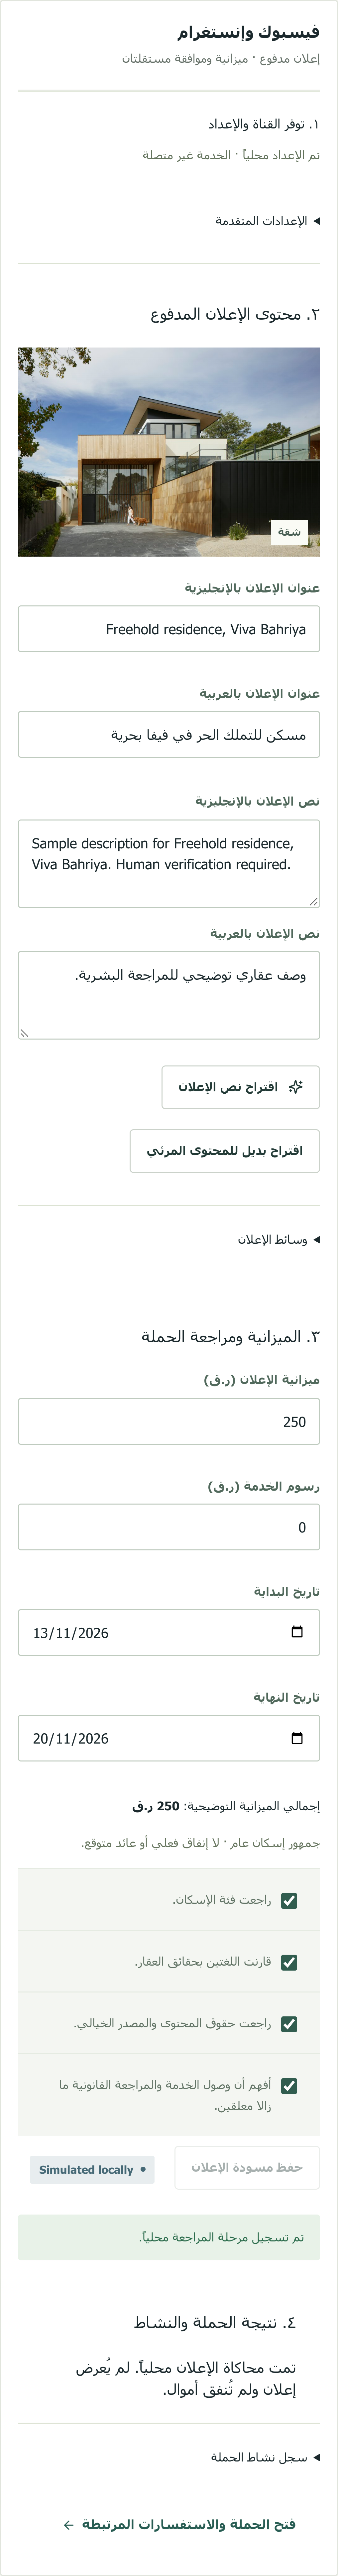 فيسبوك وإنستغرام
إعلان مدفوع · ميزانية وموافقة مستقلتان
١. توفر القناة والإعداد
تم الإعداد محلياً · الخدمة غير متصلة
الإعدادات المتقدمة
٢. محتوى الإعلان المدفوع
شقة
عنوان الإعلان بالإنجليزية
Freehold residence, Viva Bahriya
عنوان الإعلان بالعربية
مسكن للتملك الحر في فيفا بحرية
نص الإعلان بالإنجليزية
Sample description for Freehold residence,
Viva Bahriya. Human verification required.
نص الإعلان بالعربية
وصف عقاري توضيحي للمراجعة البشرية.
اقتراح نص الإعلان
اقتراح بديل للمحتوى المرئي
وسائط الإعلان
٣. الميزانية ومراجعة الحملة
ميزانية الإعلان (ر.ق)
250
رسوم الخدمة (ر.ق)
0
تاريخ البداية
13/11/2026
تاريخ النهاية
20/11/2026
إجمالي الميزانية التوضيحية: 250 ر.ق
جمهور إسكان عام · لا إنفاق فعلي أو عائد متوقع.
راجعت فئة الإسكان.
قارنت اللغتين بحقائق العقار.
راجعت حقوق المحتوى والمصدر الخيالي.
أفهم أن وصول الخدمة والمراجعة القانونية ما
زالا معلقين.
حفظ مسودة الإعلان
Simulated locally
تم تسجيل مرحلة المراجعة محلياً.
٤. نتيجة الحملة والنشاط
تمت محاكاة الإعلان محلياً. لم يُعرض
إعلان ولم تُنفق أموال.
سجل نشاط الحملة
فتح الحملة والاستفسارات المرتبطة ←